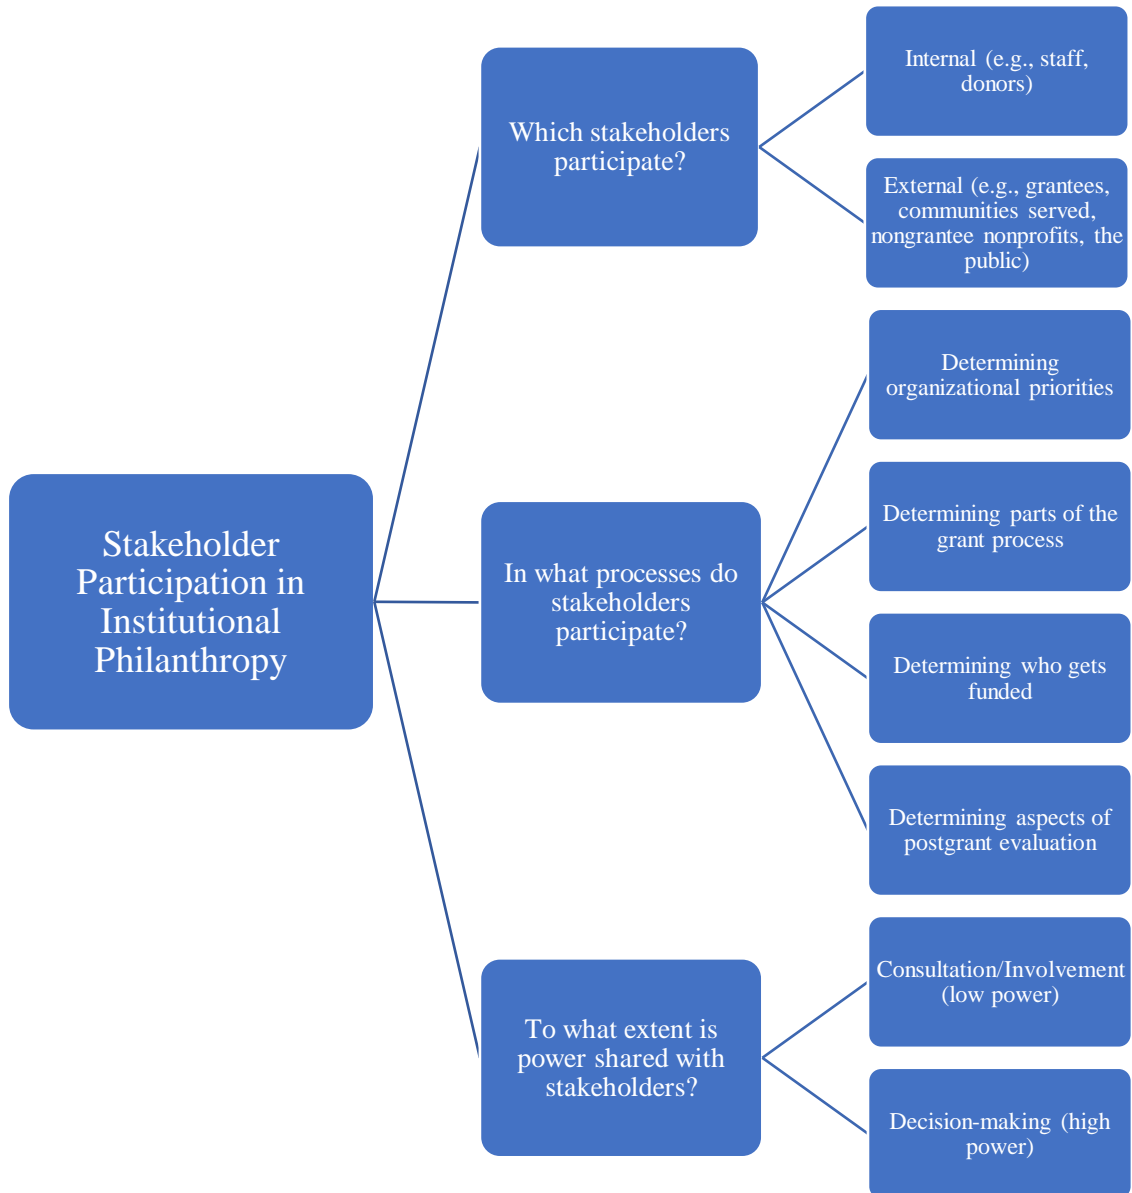 Stakeholder
Participation in
Institutional
Philanthropy
Which stakeholders
participate?
Internal (e.g., staff,
donors)
External (e.g., grantees,
communities served,
nongrantee nonprofits, the
public)
In what processes do
stakeholders
participate?
Determining
organizational priorities
Determining parts of the
grant process
Determining who gets
funded
Determining aspects of
postgrant evaluation
To what extent is
power shared with
stakeholders?
Consultation/Involvement
(low power)
Decision-making (high
power)